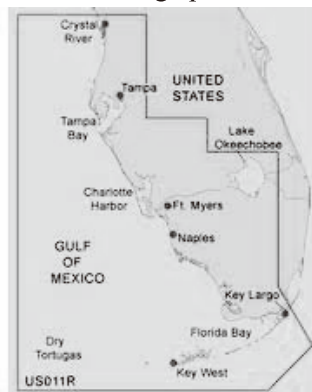 Crystal
River
Tampa
UNITED
STATES
Tampa
Bay
Lake
Okeechobee
Charlotte
Harbor
Ft. Myers
Naples
GULF
OF
MEXICO
Key Largo
Florida Bay
Dry
Tortugas
Key West
US011R